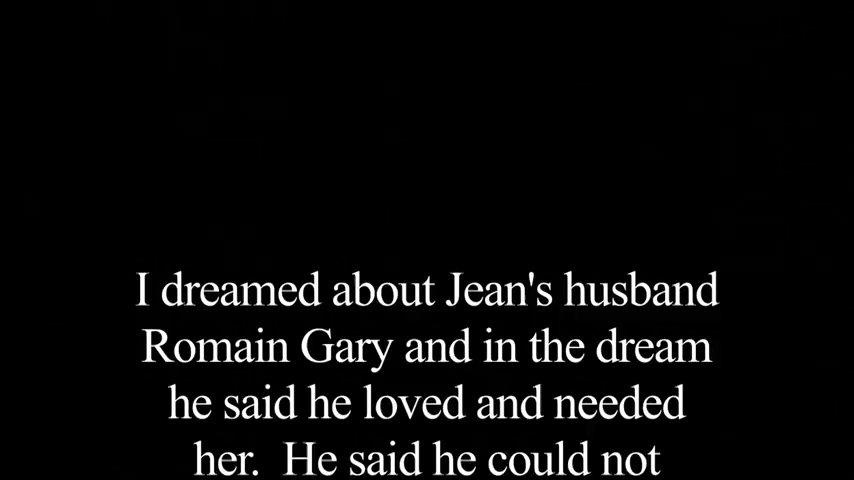 I dreamed about Jean's husband
Romain Gary and in the dream
he said he loved and needed
her.  He said he could not